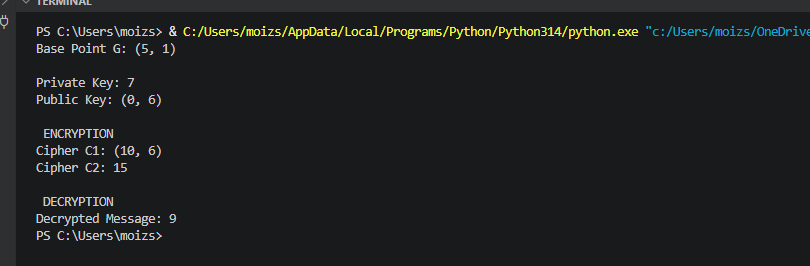 TERMINAL
PS C:\Users\moizs> & C:/Users/moizs/AppData/Local/Programs/Python/Python314/python.exe "c:/Users/moizs/OneDrive
Base Point G: (5, 1)
Private Key: 7
Public Key: (0, 6)
ENCRYPTION
Cipher C1: (10, 6)
Cipher C2: 15
DECRYPTION
Decrypted Message: 9
PS C:\Users\moizs>